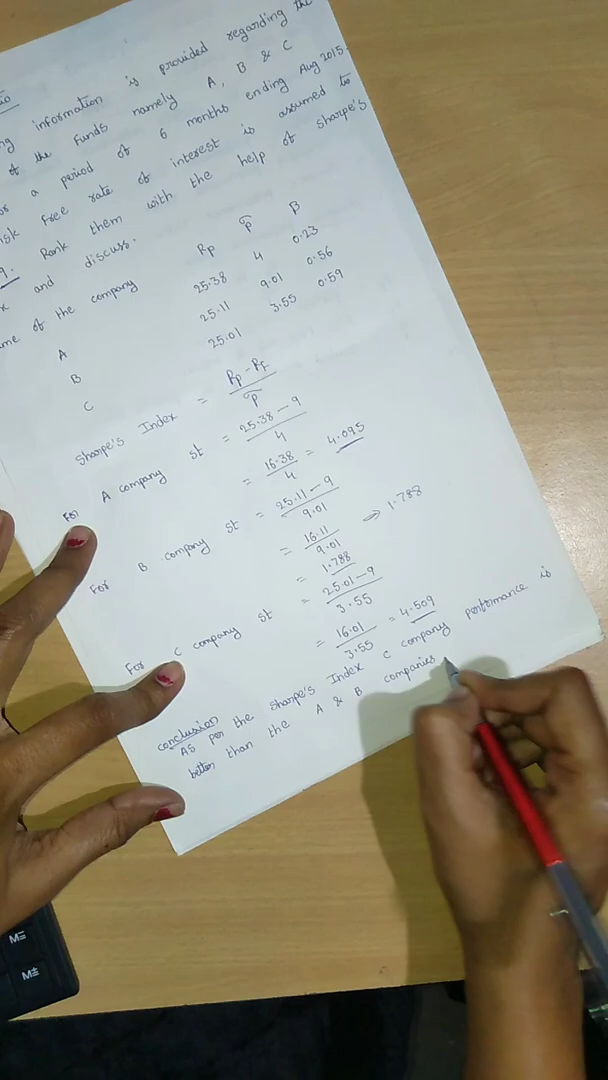 information is provided regarding the
of the Funds namely A, B & C
a period of 6 months ending Aug 2015.
Free rate of interest is assumed to
9. Rank them with the help of sharpe's
and discuss.
of the company Rp σp β
A 25.38 4 0.23
B 25.11 9.01 0.56
C 25.01 3.55 0.59
Sharpe's Index = Rp - Rf / σp
For A company St = 25.38 - 9 / 4
= 16.38 / 4 = 4.095
For B company St = 25.11 - 9 / 9.01
= 16.11 / 9.01 ⇒ 1.788
= 1.788
For C company St = 25.01 - 9 / 3.55
= 16.01 / 3.55 = 4.509
conclusion
As per the sharpe's Index C company performance is
better than the A & B companies
M=
M±